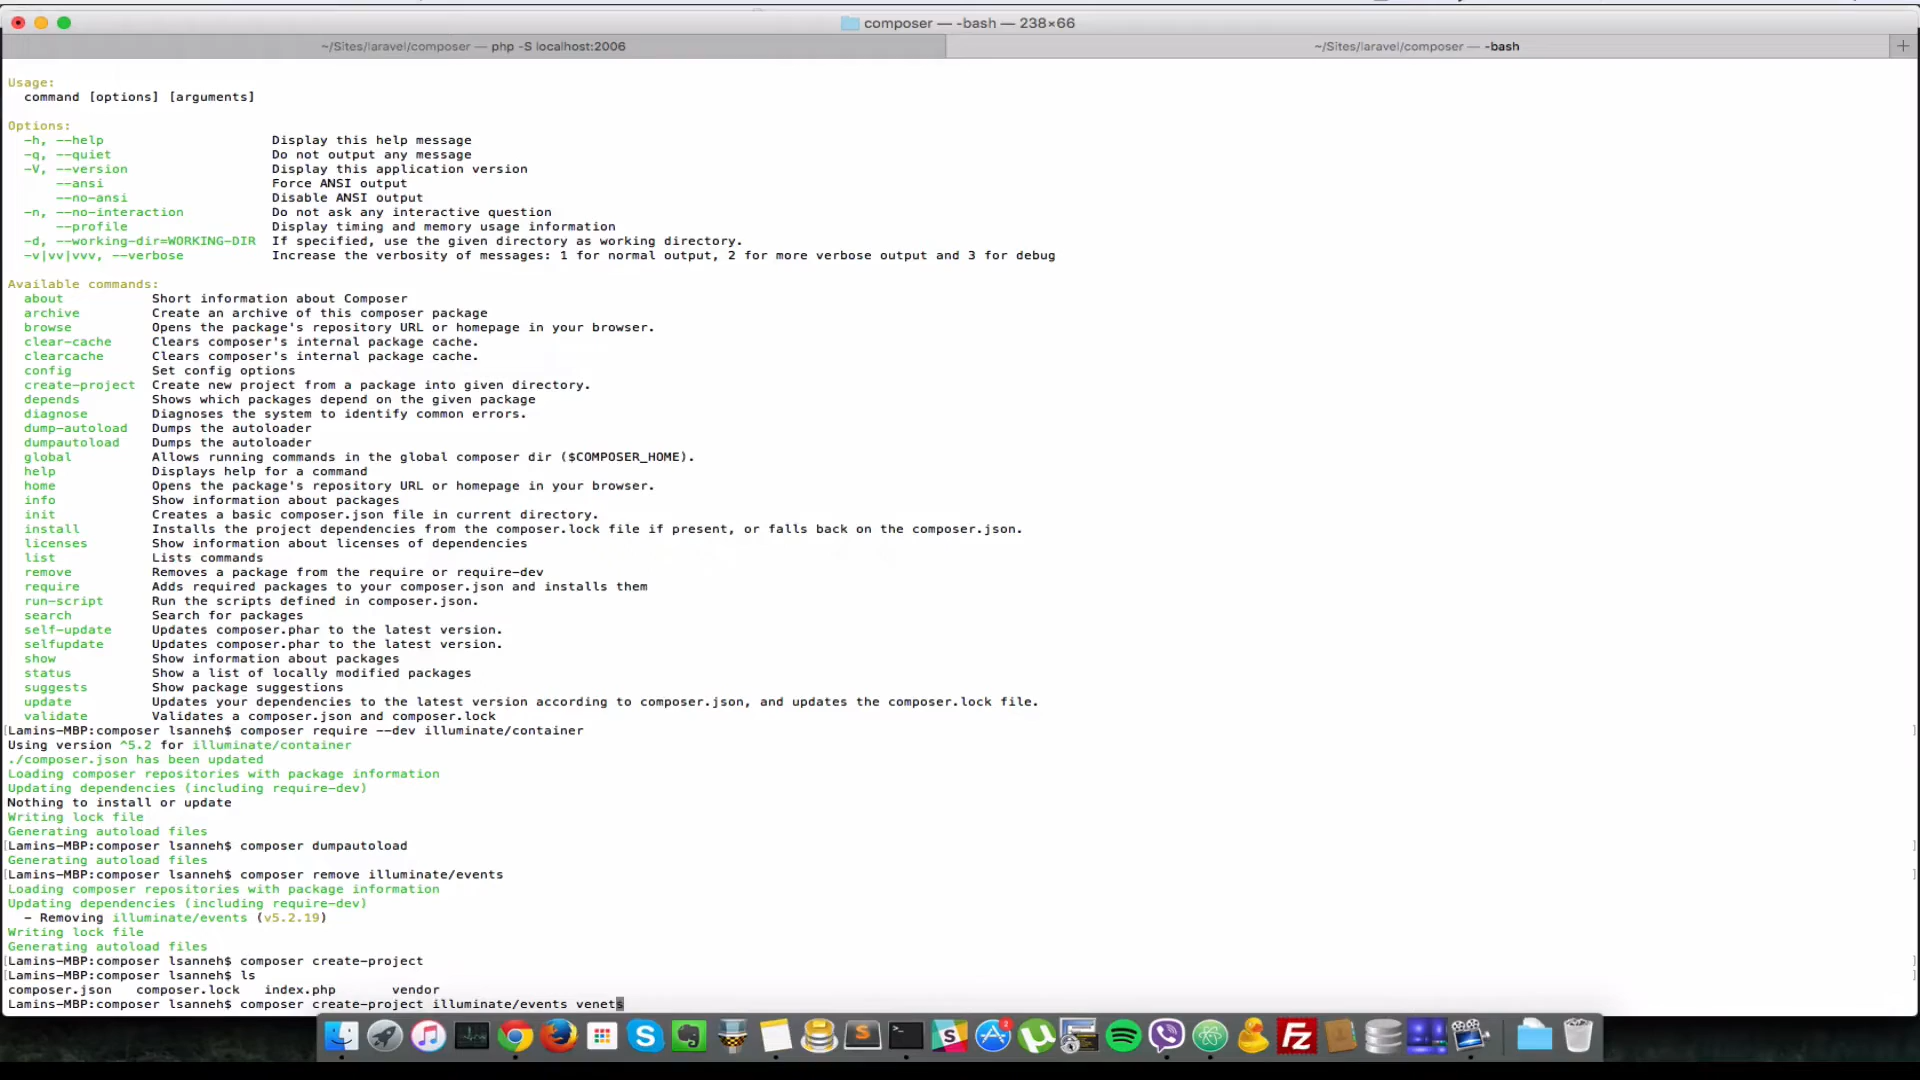 composer — -bash — 238×66
~/Sites/laravel/composer — php -S localhost:2006
~/Sites/laravel/composer — -bash
Usage:
command [options] [arguments]
Options:
-h, --help Display this help message
-q, --quiet Do not output any message
-V, --version Display this application version
--ansi Force ANSI output
--no-ansi Disable ANSI output
-n, --no-interaction Do not ask any interactive question
--profile Display timing and memory usage information
-d, --working-dir=WORKING-DIR If specified, use the given directory as working directory.
-v|vv|vvv, --verbose Increase the verbosity of messages: 1 for normal output, 2 for more verbose output and 3 for debug
Available commands:
about Short information about Composer
archive Create an archive of this composer package
browse Opens the package's repository URL or homepage in your browser.
clear-cache Clears composer's internal package cache.
clearcache Clears composer's internal package cache.
config Set config options
create-project Create new project from a package into given directory.
depends Shows which packages depend on the given package
diagnose Diagnoses the system to identify common errors.
dump-autoload Dumps the autoloader
dumpautoload Dumps the autoloader
global Allows running commands in the global composer dir ($COMPOSER_HOME).
help Displays help for a command
home Opens the package's repository URL or homepage in your browser.
info Show information about packages
init Creates a basic composer.json file in current directory.
install Installs the project dependencies from the composer.lock file if present, or falls back on the composer.json.
licenses Show information about licenses of dependencies
list Lists commands
remove Removes a package from the require or require-dev
require Adds required packages to your composer.json and installs them
run-script Run the scripts defined in composer.json.
search Search for packages
self-update Updates composer.phar to the latest version.
selfupdate Updates composer.phar to the latest version.
show Show information about packages
status Show a list of locally modified packages
suggests Show package suggestions
update Updates your dependencies to the latest version according to composer.json, and updates the composer.lock file.
validate Validates a composer.json and composer.lock
[Lamins-MBP:composer lsanneh$ composer require --dev illuminate/container ]
Using version ^5.2 for illuminate/container
./composer.json has been updated
Loading composer repositories with package information
Updating dependencies (including require-dev)
Nothing to install or update
Writing lock file
Generating autoload files
[Lamins-MBP:composer lsanneh$ composer dumpautoload ]
Generating autoload files
[Lamins-MBP:composer lsanneh$ composer remove illuminate/events ]
Loading composer repositories with package information
Updating dependencies (including require-dev)
- Removing illuminate/events (v5.2.19)
Writing lock file
Generating autoload files
[Lamins-MBP:composer lsanneh$ composer create-project ]
[Lamins-MBP:composer lsanneh$ ls ]
composer.json composer.lock index.php vendor
Lamins-MBP:composer lsanneh$ composer create-project illuminate/events venets